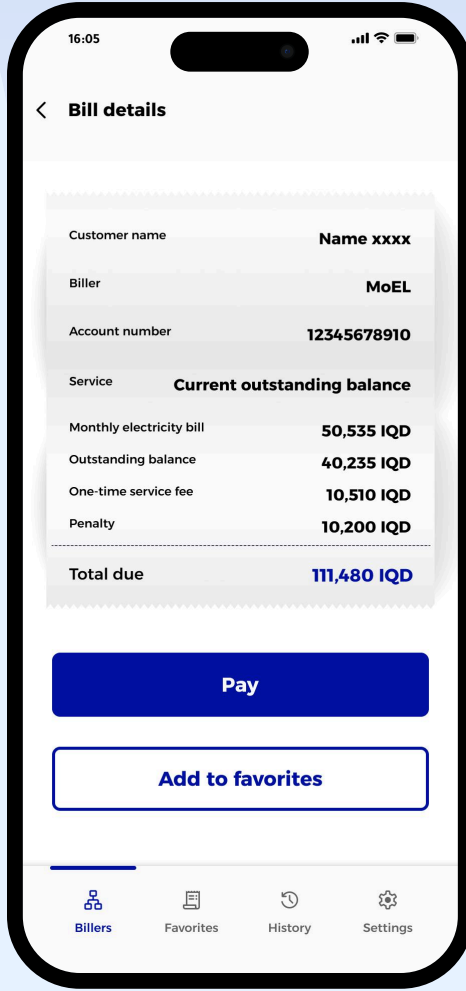 16:05
Bill details
Customer name Name xxxx
Biller MoEL
Account number 12345678910
Service Current outstanding balance
Monthly electricity bill 50,535 IQD
Outstanding balance 40,235 IQD
One-time service fee 10,510 IQD
Penalty 10,200 IQD
Total due 111,480 IQD
Pay
Add to favorites
Billers Favorites History Settings